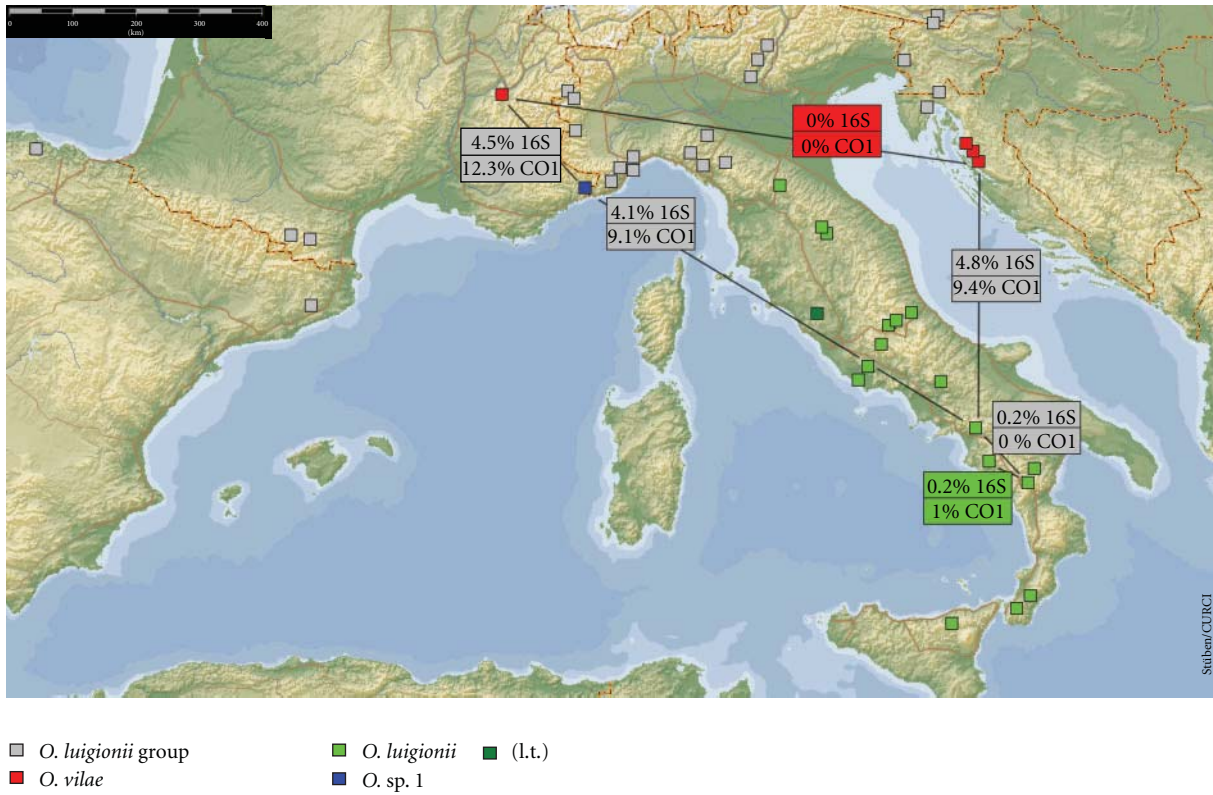 0 100 200 300 400
(km)
0% 16S
0% CO1
4.5% 16S
12.3% CO1
4.1% 16S
9.1% CO1
4.8% 16S
9.4% CO1
0.2% 16S
0 % CO1
0.2% 16S
1% CO1
Stüben/CURCI
O. luigionii group
O. luigionii
(l.t.)
O. vilae
O. sp. 1